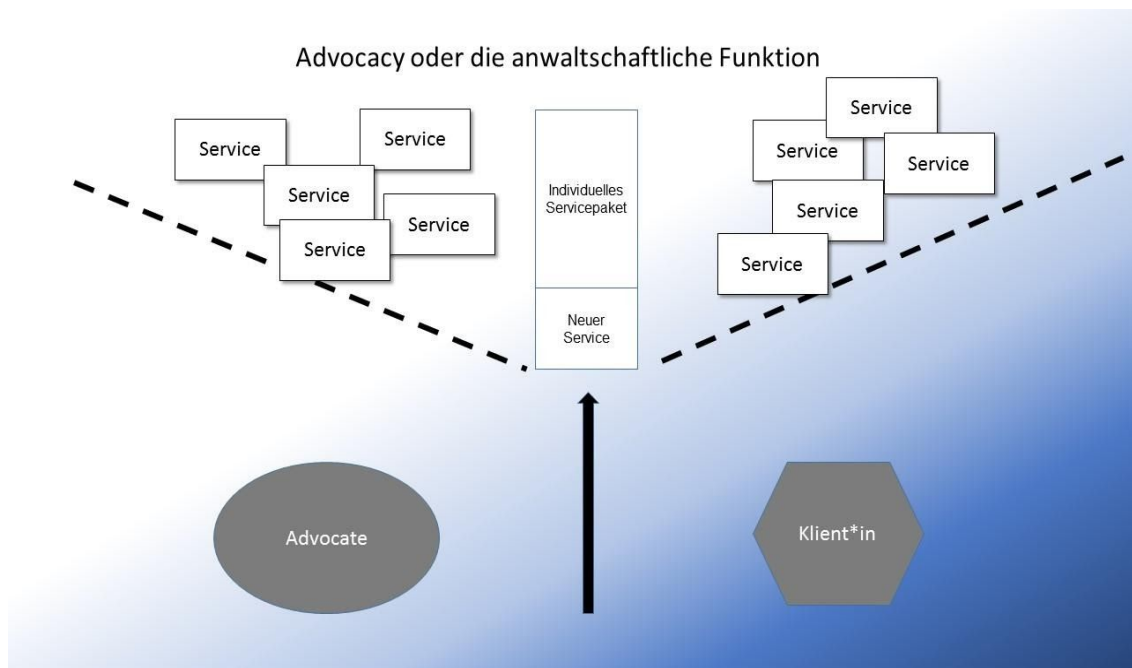 Advocacy oder die anwaltschaftliche Funktion
Service
Service
Service
Service
Service
Individuelles
Servicepaket
Neuer
Service
Service
Service
Service
Service
Service
Advocate
Klient*in